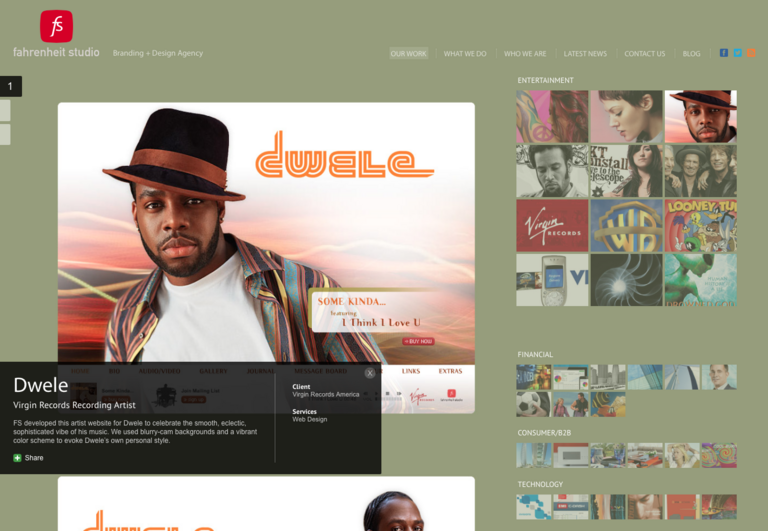 fs
fahrenheit studio
Branding + Design Agency
OUR WORK
WHAT WE DO
WHO WE ARE
LATEST NEWS
CONTACT US
BLOG
1
dwele
SOME KINDA...
featuring
I Think I Love U
BUY NOW
HOME BIO AUDIO/VIDEO GALLERY JOURNAL MESSAGE BOARD LINKS EXTRAS
Dwele
Virgin Records Recording Artist
FS developed this artist website for Dwele to celebrate the smooth, eclectic,
sophisticated vibe of his music. We used blurry-cam backgrounds and a vibrant
color scheme to evoke Dwele's own personal style.
Share
X
Client
Virgin Records America
Services
Web Design
dwele
ENTERTAINMENT
KT
install
telescope
Virgin
RECORDS
WB
LOONEY TU
VI
FINANCIAL
CONSUMER/B2B
TECHNOLOGY